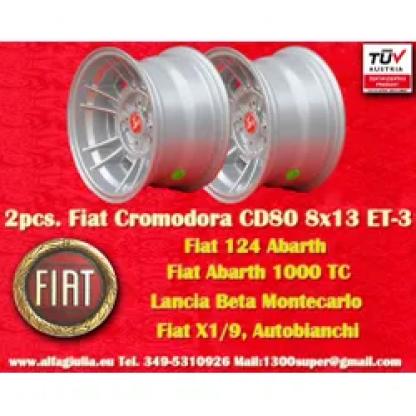 TÜV
AUSTRIA
2pcs. Fiat Cromodora CD80 8x13 ET-3
Fiat 124 Abarth
FIAT
Fiat Abarth 1000 TC
Lancia Beta Montecarlo
Fiat X1/9, Autobianchi
www.alfagiulia.eu Tel. 349-5310926 Mail:1300super@gmail.com